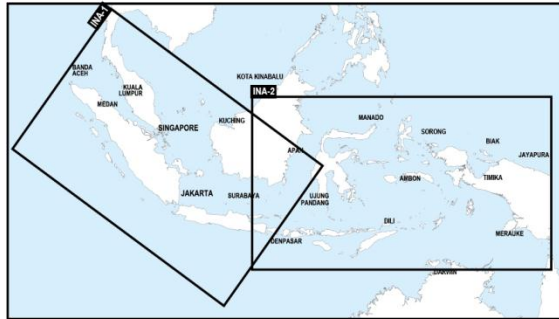 INA-1
BANDA
ACEH
KUALA
LUMPUR
MEDAN
SINGAPORE
KOTA KINABALU
INA-2
KUCHING
MANADO
SORONG
BIAK
JAYAPURA
JAKARTA
SURABAYA
UJUNG
PANDANG
AMBON
TIMIKA
DENPASAR
DILI
MERAUKE
DARWIN